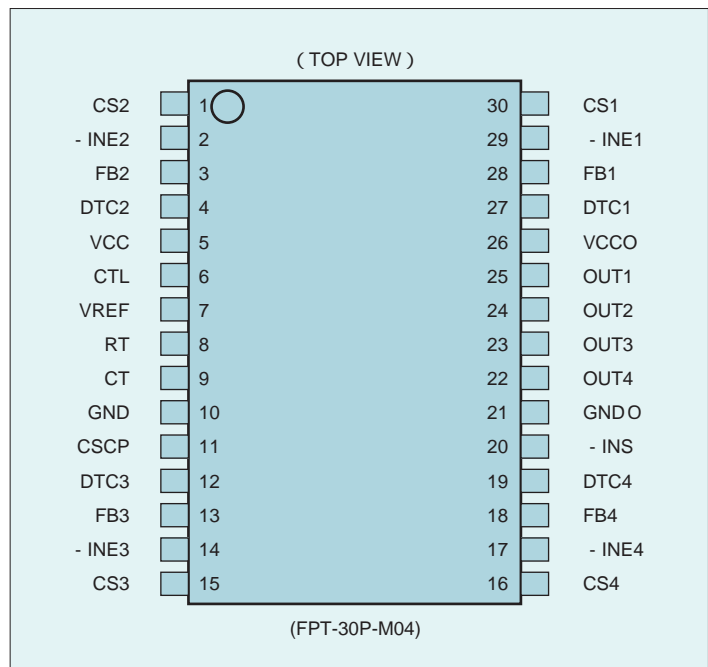 ( TOP VIEW )
CS2 1 30 CS1
- INE2 2 29 - INE1
FB2 3 28 FB1
DTC2 4 27 DTC1
VCC 5 26 VCCO
CTL 6 25 OUT1
VREF 7 24 OUT2
RT 8 23 OUT3
CT 9 22 OUT4
GND 10 21 GNDO
CSCP 11 20 - INS
DTC3 12 19 DTC4
FB3 13 18 FB4
- INE3 14 17 - INE4
CS3 15 16 CS4
(FPT-30P-M04)